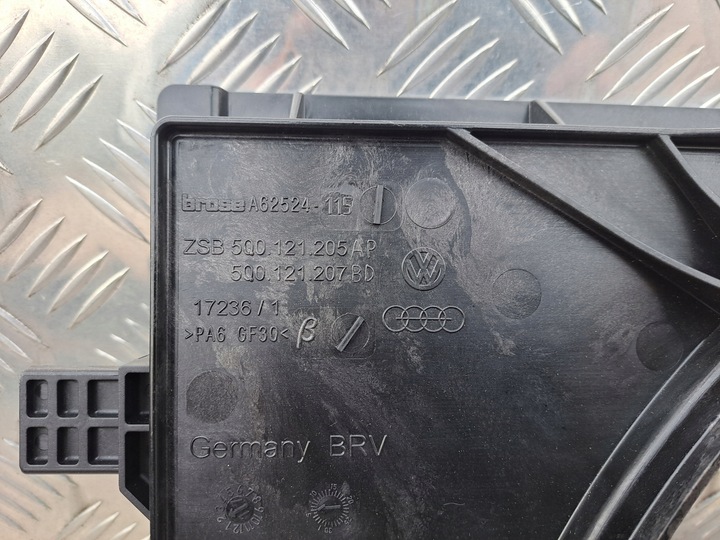 brose A62524-115
ZSB 5Q0.121.205 AP
5Q0.121.207 BD
17236 / 1
>PA6 GF30< β
Germany BRV